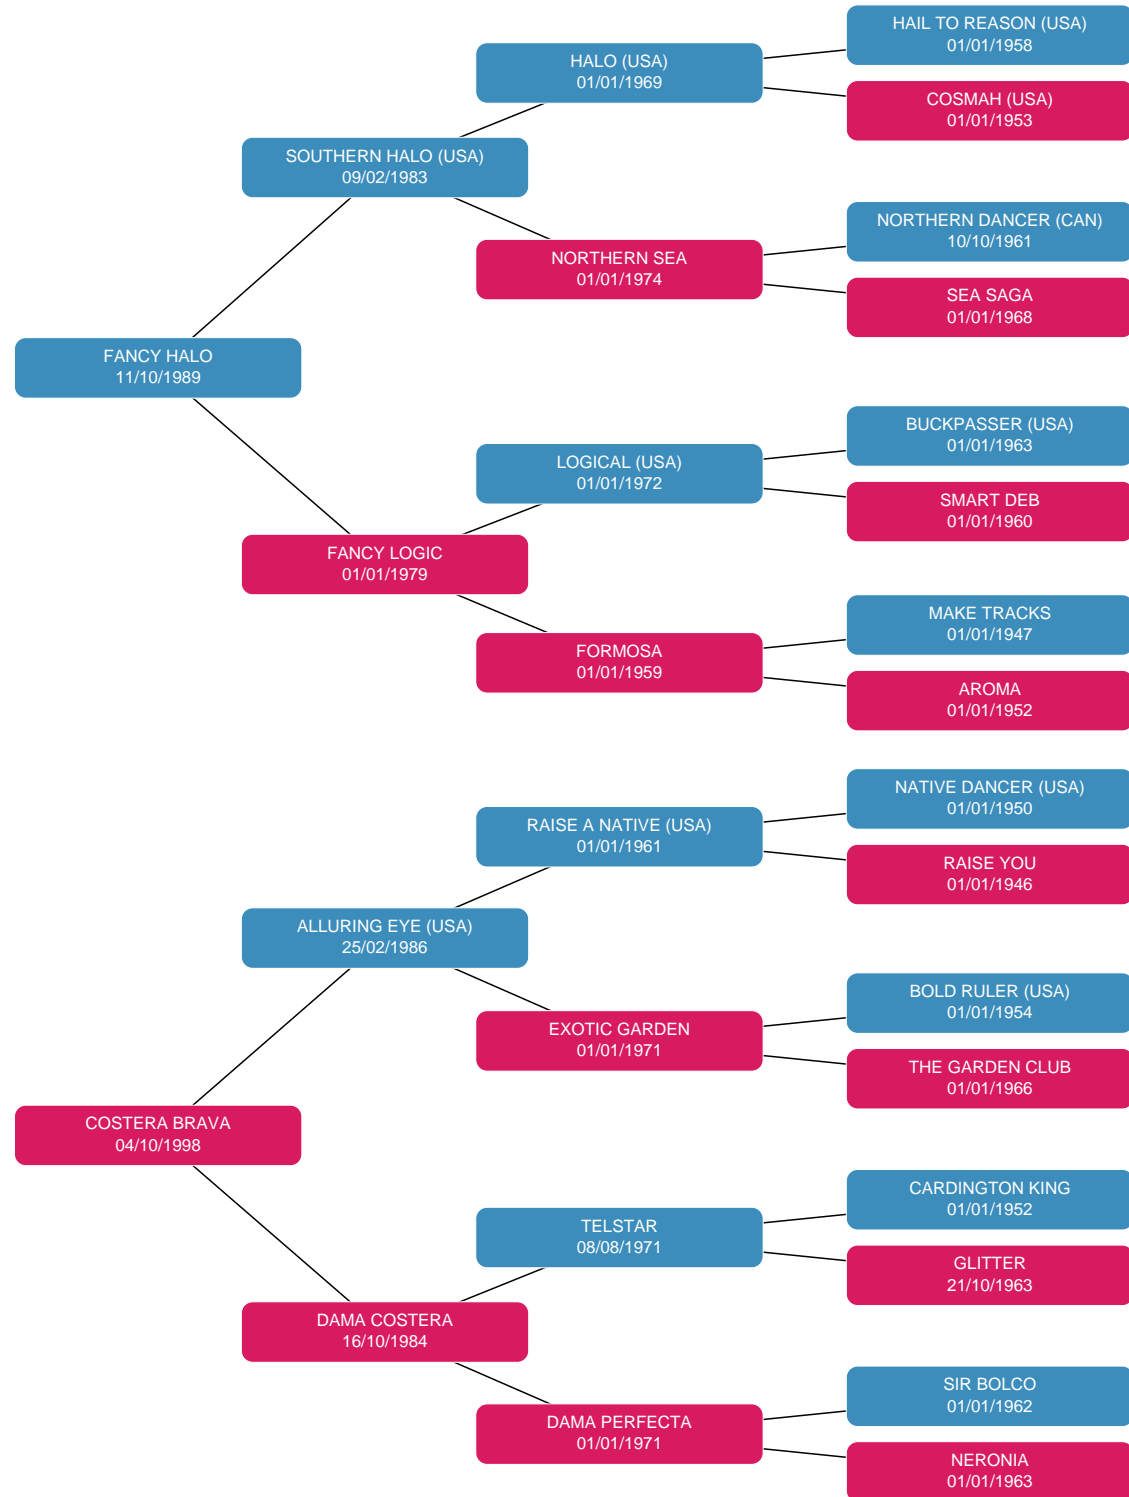 HAIL TO REASON (USA)
01/01/1958
HALO (USA)
01/01/1969
COSMAH (USA)
01/01/1953
SOUTHERN HALO (USA)
09/02/1983
NORTHERN DANCER (CAN)
10/10/1961
NORTHERN SEA
01/01/1974
SEA SAGA
01/01/1968
FANCY HALO
11/10/1989
BUCKPASSER (USA)
01/01/1963
LOGICAL (USA)
01/01/1972
SMART DEB
01/01/1960
FANCY LOGIC
01/01/1979
MAKE TRACKS
01/01/1947
FORMOSA
01/01/1959
AROMA
01/01/1952
NATIVE DANCER (USA)
01/01/1950
RAISE A NATIVE (USA)
01/01/1961
RAISE YOU
01/01/1946
ALLURING EYE (USA)
25/02/1986
BOLD RULER (USA)
01/01/1954
EXOTIC GARDEN
01/01/1971
THE GARDEN CLUB
01/01/1966
COSTERA BRAVA
04/10/1998
CARDINGTON KING
01/01/1952
TELSTAR
08/08/1971
GLITTER
21/10/1963
DAMA COSTERA
16/10/1984
SIR BOLCO
01/01/1962
DAMA PERFECTA
01/01/1971
NERONIA
01/01/1963